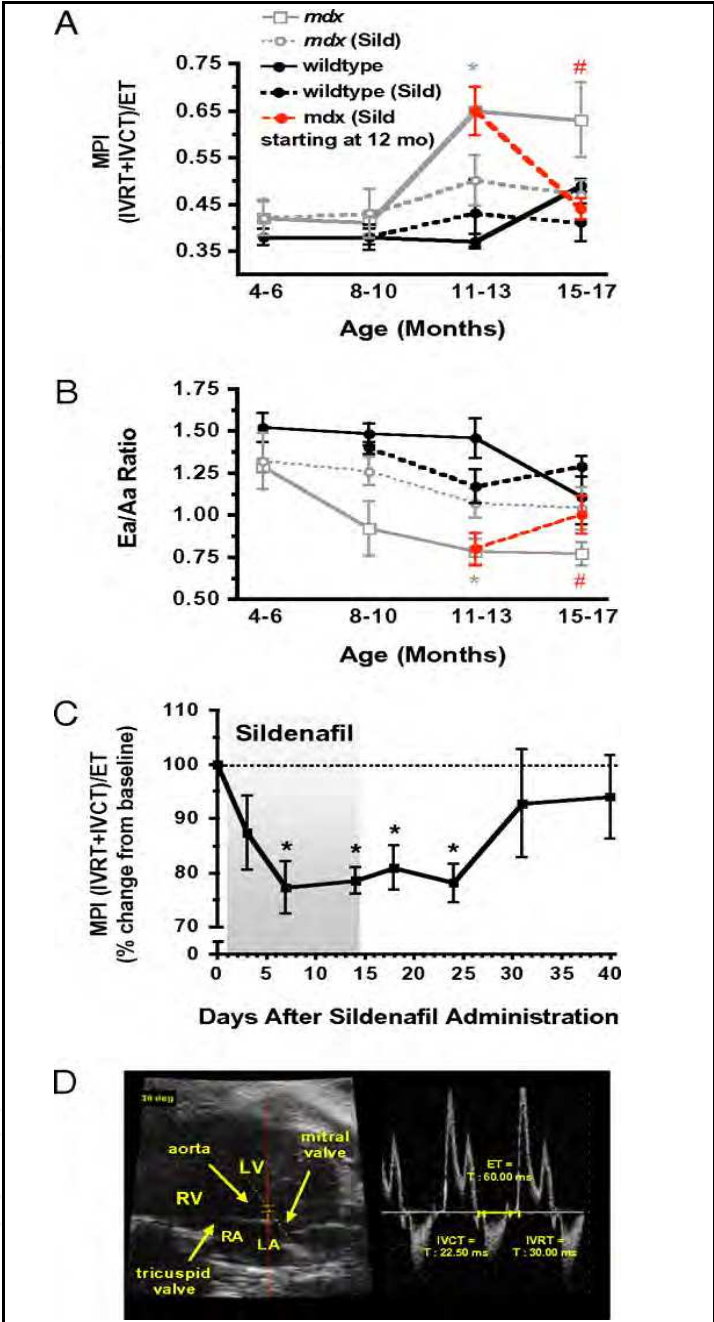 A
mdx
mdx (Sild)
wildtype
wildtype (Sild)
mdx (Sild
starting at 12 mo)
*
#
MPI
(IVRT+IVCT)/ET
0.75
0.65
0.55
0.45
0.35
4-6
8-10
11-13
15-17
Age (Months)
B
Ea/Aa Ratio
1.75
1.50
1.25
1.00
0.75
0.50
*
#
4-6
8-10
11-13
15-17
Age (Months)
C
MPI (IVRT+IVCT)/ET
(% change from baseline)
110
100
90
80
70
0
Sildenafil
*
*
*
*
0
5
10
15
20
25
30
35
40
Days After Sildenafil Administration
D
aorta
LV
mitral
valve
RV
RA
LA
tricuspid
valve
ET =
T : 60.00 ms
IVCT =
T : 22.50 ms
IVRT =
T : 30.00 ms